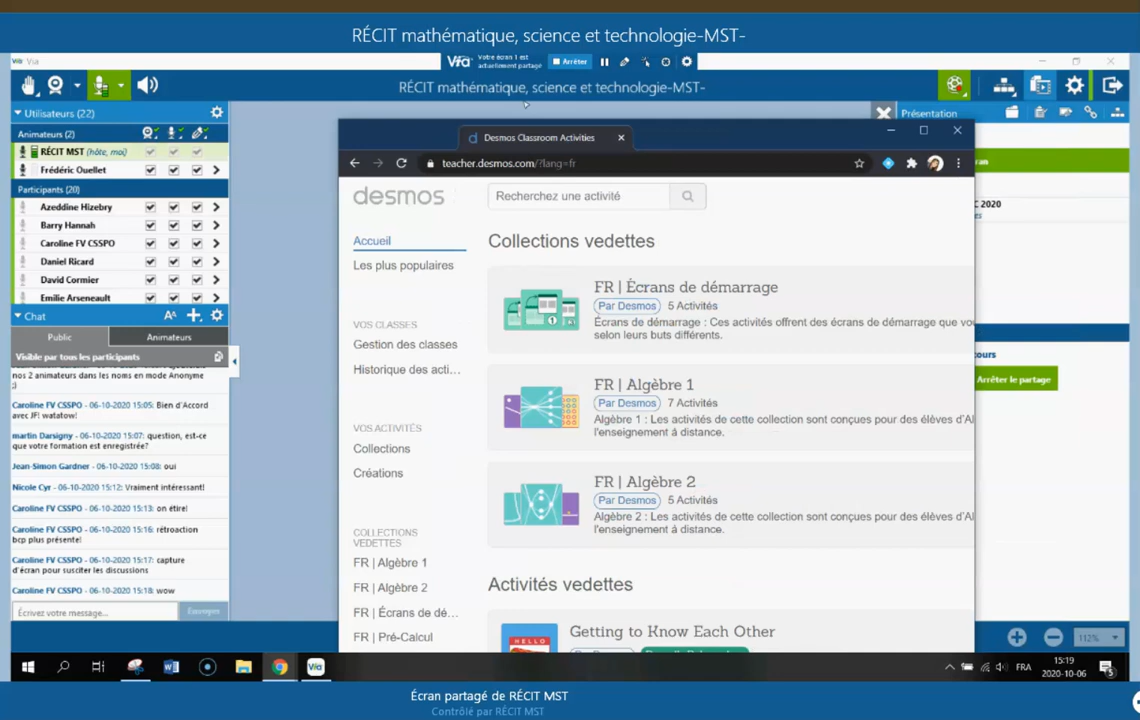 RÉCIT mathématique, science et technologie-MST-
Via Via
Via Votre écran 1 est
actuellement partagé
Arrêter
RÉCIT mathématique, science et technologie-MST-
Utilisateurs (22)
Animateurs (2)
RÉCIT MST (hôte, moi)
Frédéric Ouellet
Participants (20)
Azeddine Hizebry
Barry Hannah
Caroline FV CSSPO
Daniel Ricard
David Cormier
Emilie Arseneault
Chat
AA
Public
Animateurs
Visible par tous les participants
nos 2 animateurs dans les noms en mode Anonyme
;)
Caroline FV CSSPO - 06-10-2020 15:05: Bien d'Accord
avec JF! watatow!
martin Darsigny - 06-10-2020 15:07: question, est-ce
que votre formation est enregistrée?
Jean-Simon Gardner - 06-10-2020 15:08: oui
Nicole Cyr - 06-10-2020 15:12: Vraiment intéressant!
Caroline FV CSSPO - 06-10-2020 15:13: on étire!
Caroline FV CSSPO - 06-10-2020 15:16: rétroaction
bcp plus présente!
Caroline FV CSSPO - 06-10-2020 15:17: capture
d'écran pour susciter les discussions
Caroline FV CSSPO - 06-10-2020 15:18: wow
Écrivez votre message...
Envoyer
Desmos Classroom Activities
teacher.desmos.com/?lang=fr
desmos
Recherchez une activité
Accueil
Les plus populaires
VOS CLASSES
Gestion des classes
Historique des acti...
VOS ACTIVITÉS
Collections
Créations
COLLECTIONS
VEDETTES
FR | Algèbre 1
FR | Algèbre 2
FR | Écrans de dé...
FR | Pré-Calcul
Collections vedettes
FR | Écrans de démarrage
Par Desmos 5 Activités
Écrans de démarrage : Ces activités offrent des écrans de démarrage que vou
selon leurs buts différents.
FR | Algèbre 1
Par Desmos 7 Activités
Algèbre 1 : Les activités de cette collection sont conçues pour des élèves d'Al
l'enseignement à distance.
FR | Algèbre 2
Par Desmos 5 Activités
Algèbre 2 : Les activités de cette collection sont conçues pour des élèves d'Al
l'enseignement à distance.
Activités vedettes
HELLO
Getting to Know Each Other
Présentation
ran
C 2020
ours
Arrêter le partage
112%
FRA
15:19
2020-10-06
5
Écran partagé de RÉCIT MST
Contrôlé par RÉCIT MST